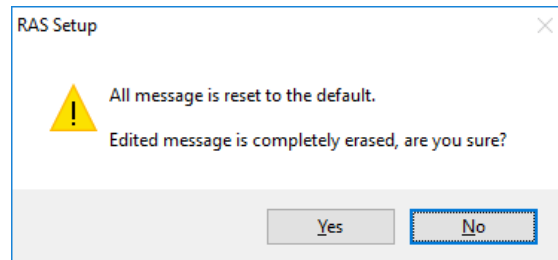 RAS Setup
All message is reset to the default.
Edited message is completely erased, are you sure?
Yes
No